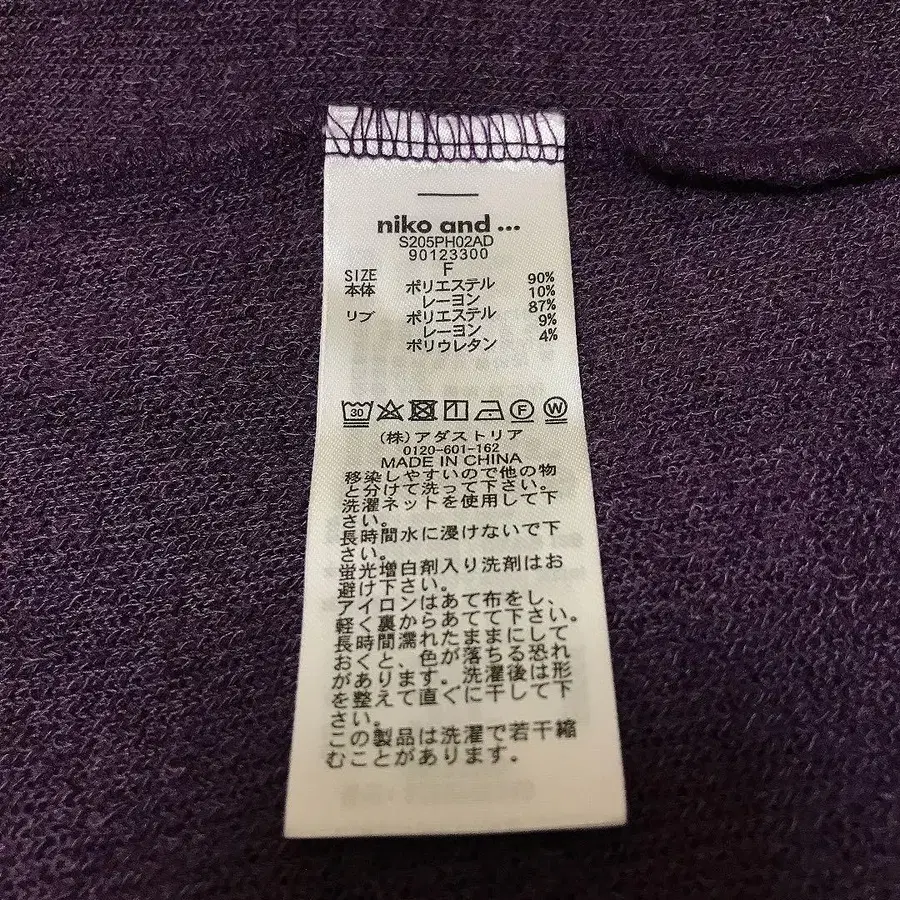 niko and ...
S205PH02AD
90123300
SIZE F
本体 ポリエステル 90%
レーヨン 10%
リブ ポリエステル 87%
レーヨン 9%
ポリウレタン 4%
30 F W
(株)アダストリア
0120-601-162
MADE IN CHINA
移染しやすいので他の物
と分けて洗って下さい。
洗濯ネットを使用して下
さい。
長時間水に浸けないで下
さい。
蛍光増白剤入り洗剤はお
避け下さい。
アイロンはあて布をし、
軽く裏からあてて下さい。
長時間濡れたままにして
おくと、色が落ちる恐れ
があります。洗濯後は形
を整えて直ぐに干して下
さい。
この製品は洗濯で若干縮
むことがあります。